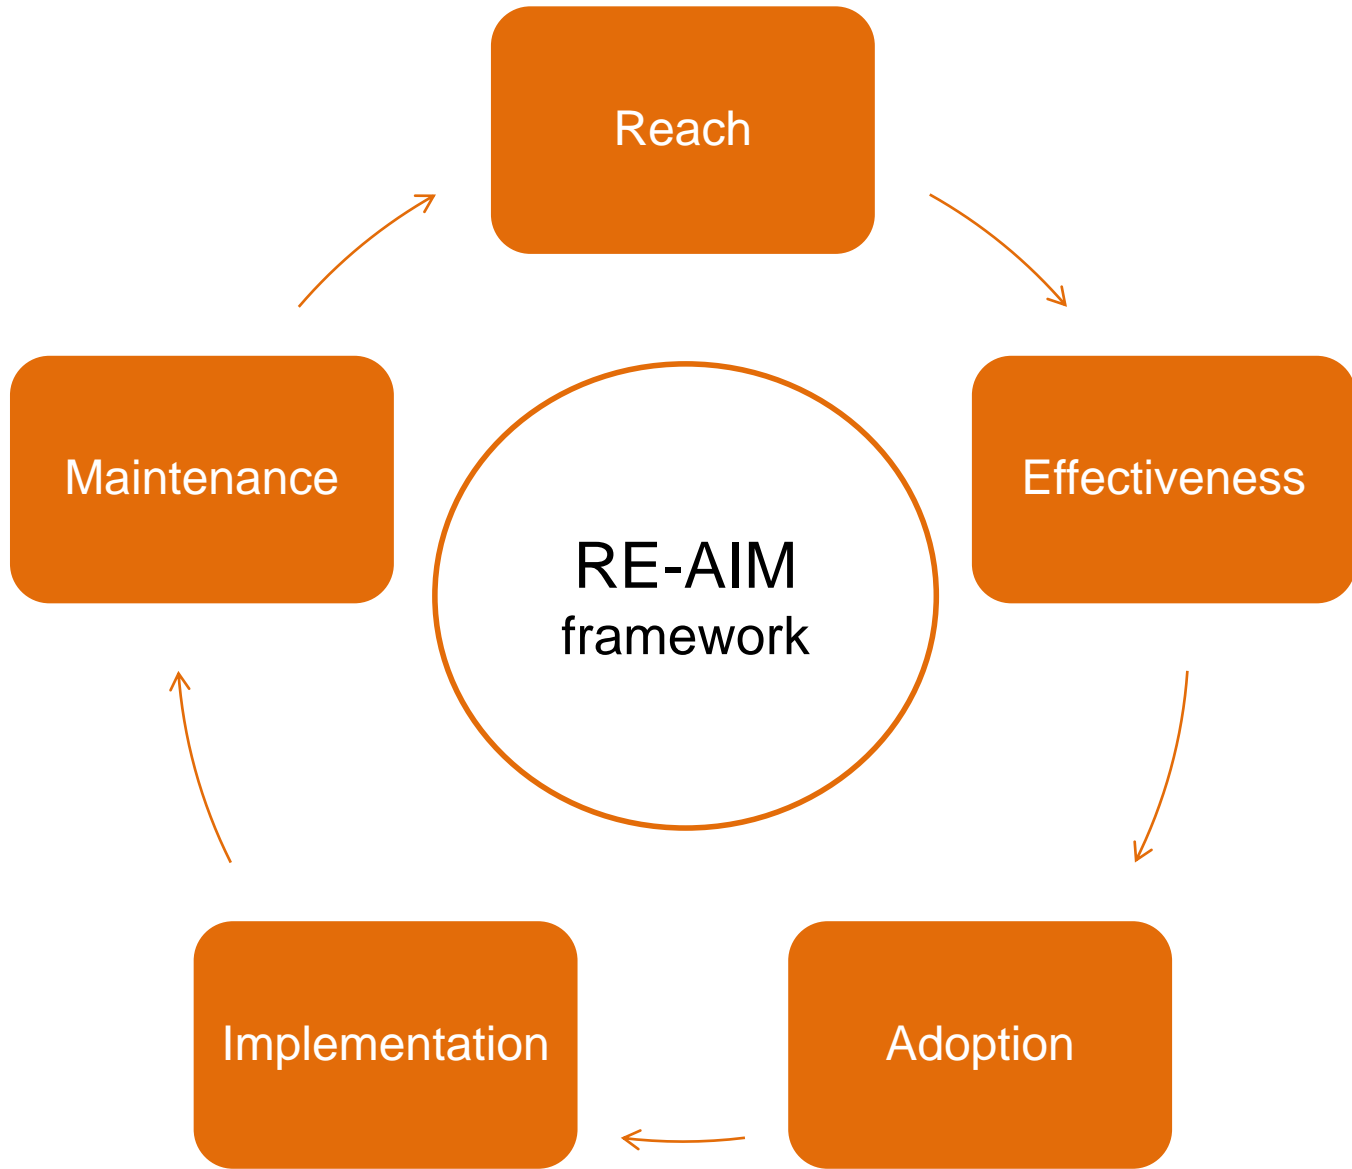 Reach
Maintenance
Effectiveness
RE-AIM
framework
Implementation
Adoption